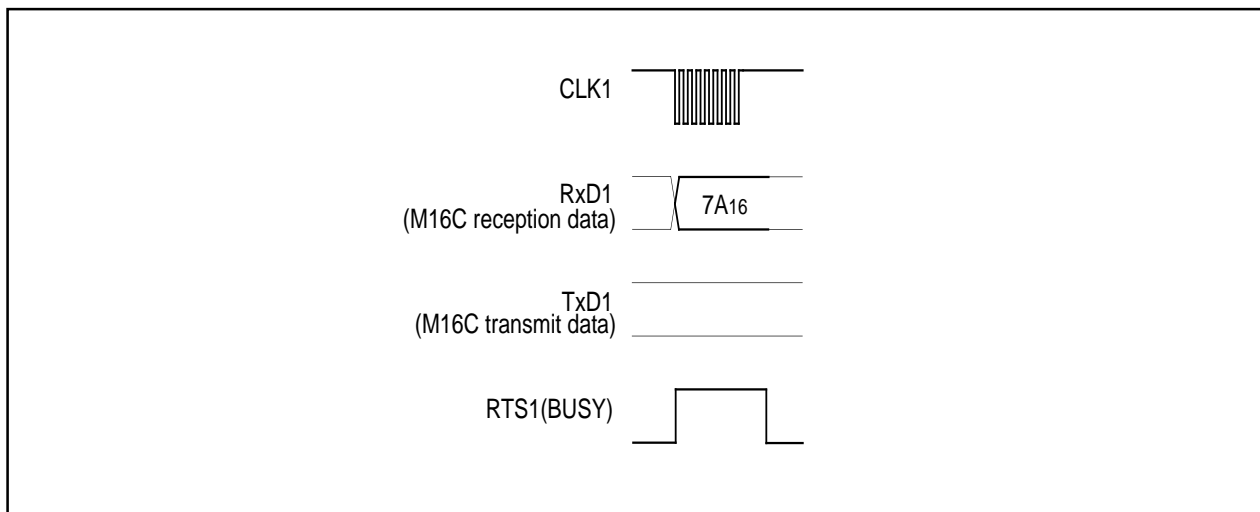 CLK1
RxD1
(M16C reception data)
7A16
TxD1
(M16C transmit data)
RTS1(BUSY)